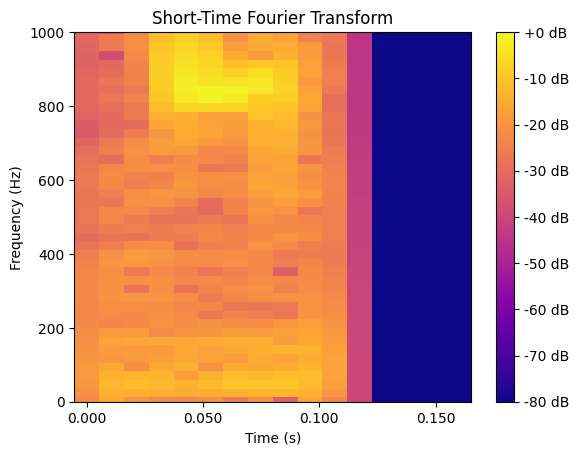 Short-Time Fourier Transform
1000
800
600
400
200
0
Frequency (Hz)
0.000
0.050
0.100
0.150
Time (s)
+0 dB
-10 dB
-20 dB
-30 dB
-40 dB
-50 dB
-60 dB
-70 dB
-80 dB